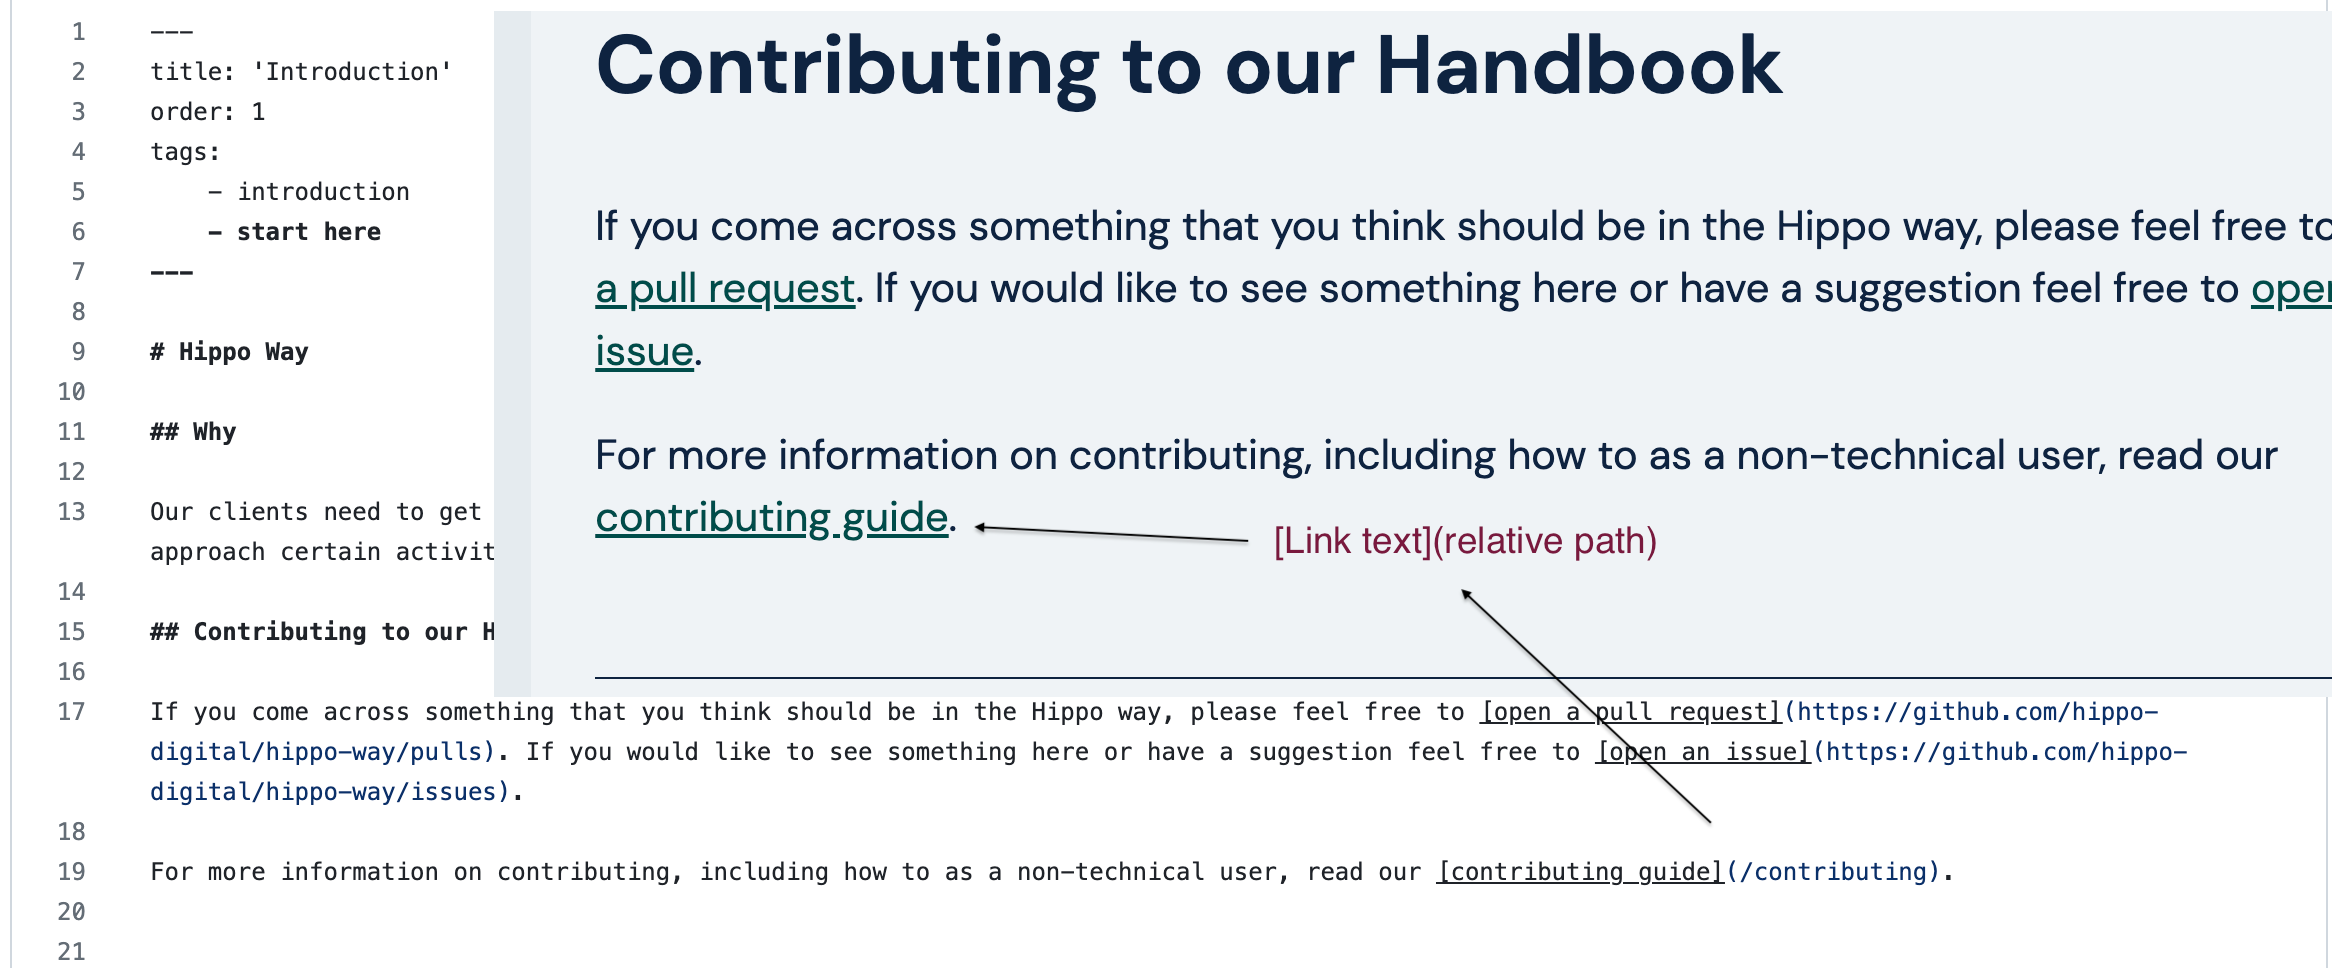 1 ---
2 title: 'Introduction'
3 order: 1
4 tags:
5 - introduction
6 - start here
7 ---
8
9 # Hippo Way
10
11 ## Why
12
13 Our clients need to get
approach certain activit
14
15 ## Contributing to our H
16
Contributing to our Handbook
If you come across something that you think should be in the Hippo way, please feel free to
a pull request. If you would like to see something here or have a suggestion feel free to open
issue.
For more information on contributing, including how to as a non-technical user, read our
contributing guide.
[Link text](relative path)
17 If you come across something that you think should be in the Hippo way, please feel free to [open a pull request](https://github.com/hippo-
digital/hippo-way/pulls). If you would like to see something here or have a suggestion feel free to [open an issue](https://github.com/hippo-
digital/hippo-way/issues).
18
19 For more information on contributing, including how to as a non-technical user, read our [contributing guide](/contributing).
20
21